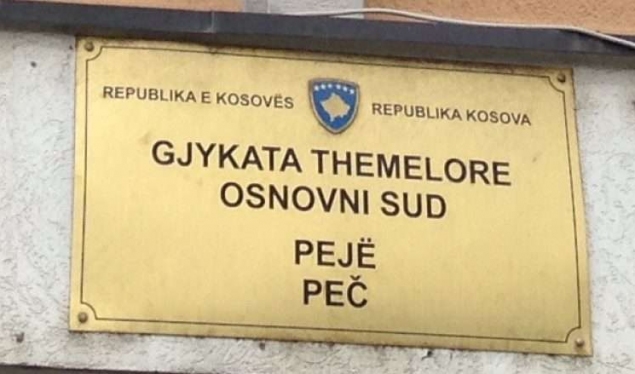 REPUBLIKA E KOSOVËS REPUBLIKA KOSOVA
GJYKATA THEMELORE
OSNOVNI SUD
PEJË
PEČ